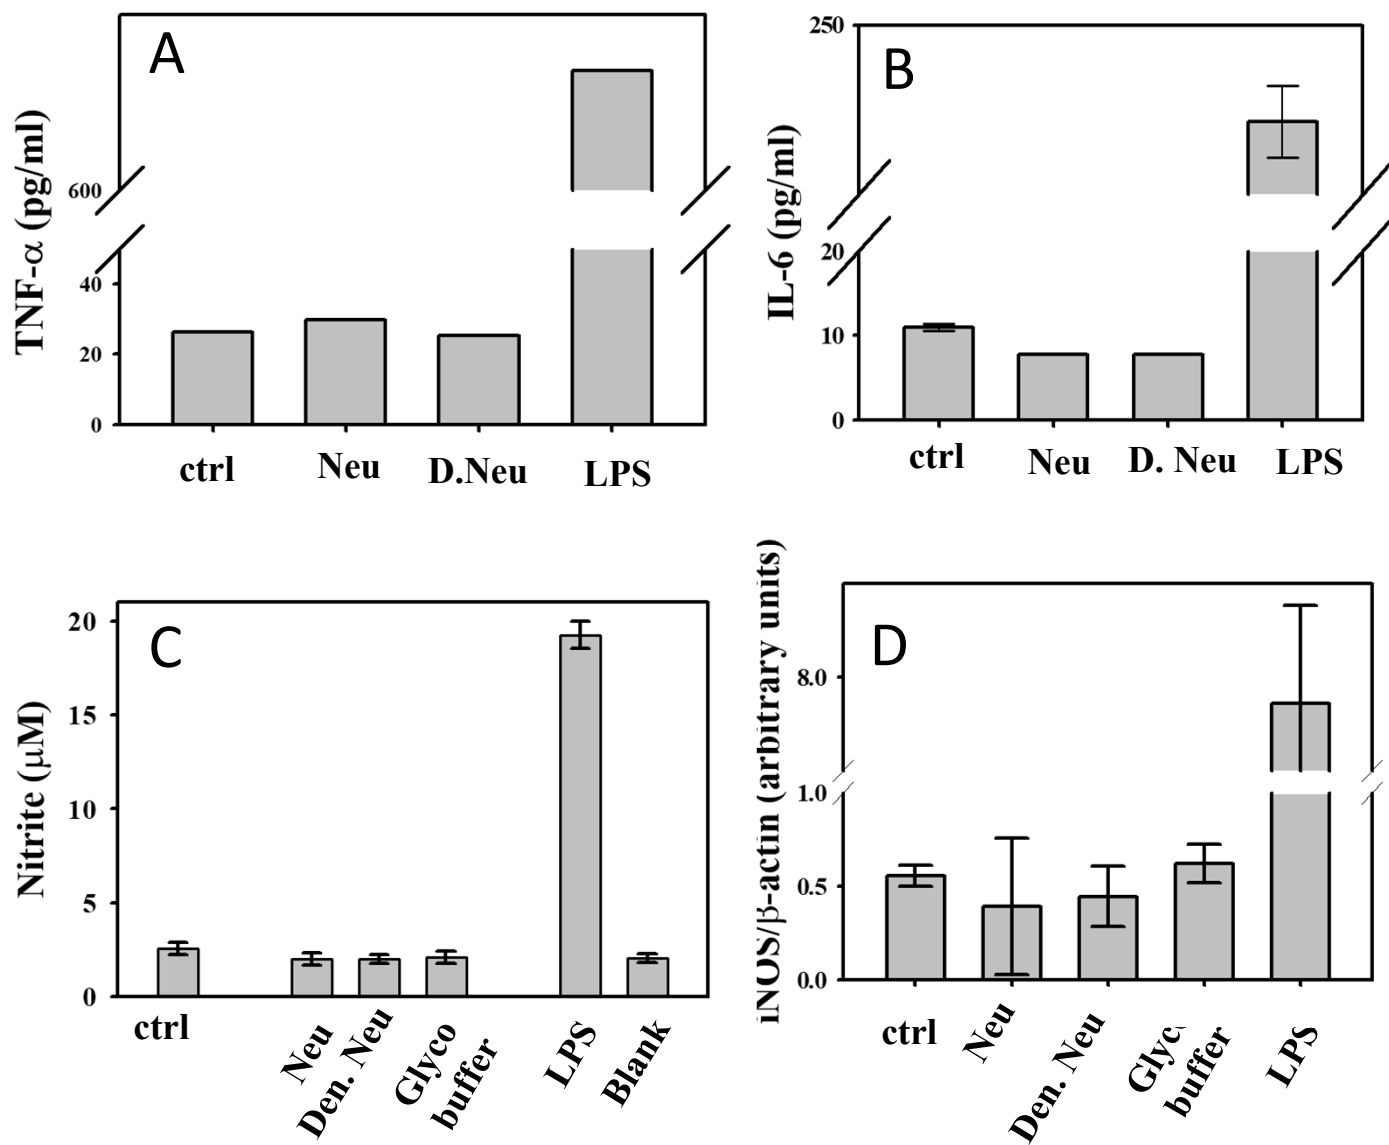 A
TNF-α (pg/ml)
600
40
20
0
ctrl
Neu
D.Neu
LPS
B
IL-6 (pg/ml)
250
20
10
0
ctrl
Neu
D. Neu
LPS
C
Nitrite (μM)
20
15
10
5
0
ctrl
Neu
Den. Neu
Glyco
buffer
LPS
Blank
D
iNOS/β-actin (arbitrary units)
8.0
1.0
0.5
0.0
ctrl
Neu
Den. Neu
buffer
LPS